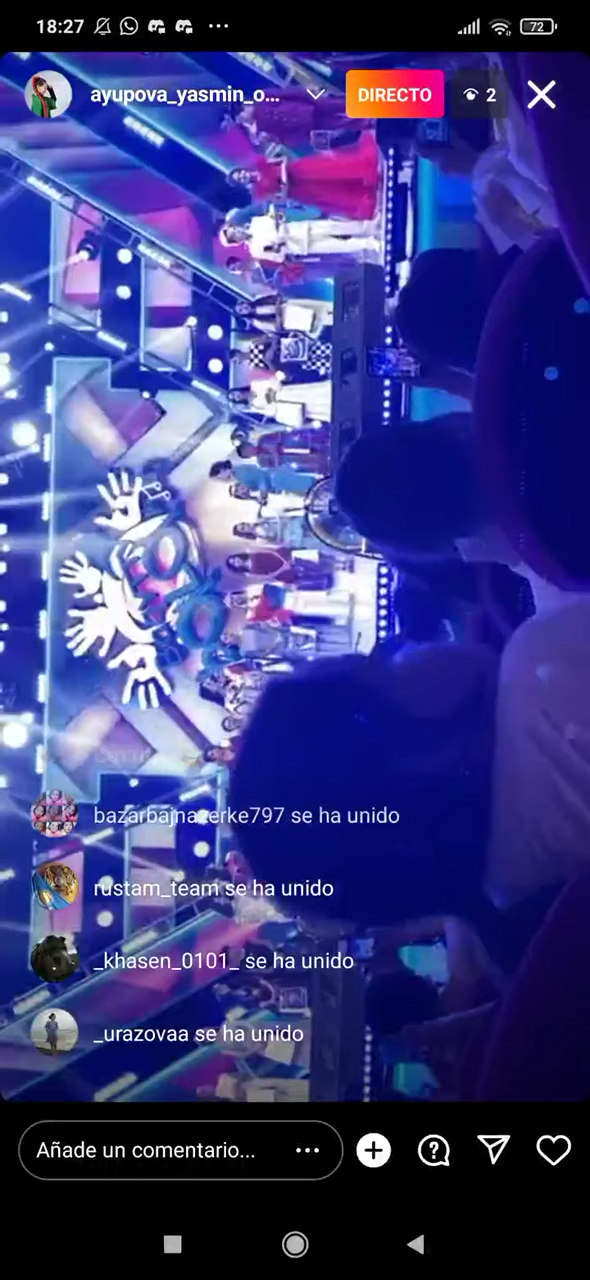 18:27
72
ayupova_yasmin_o...
DIRECTO
2
bazarbajnazerke797 se ha unido
rustam_team se ha unido
_khasen_0101_ se ha unido
_urazovaa se ha unido
Añade un comentario...